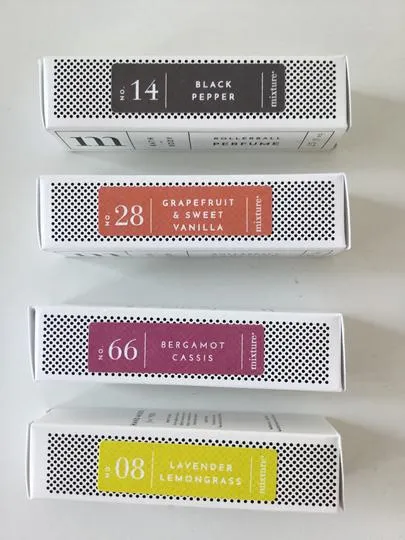 NO. 14
BLACK
PEPPER
mixture
m
ROLLERBALL
PERFUME
NO. 28
GRAPEFRUIT
& SWEET
VANILLA
mixture
NO. 66
BERGAMOT
CASSIS
mixture
NO. 08
LAVENDER
LEMONGRASS
mixture